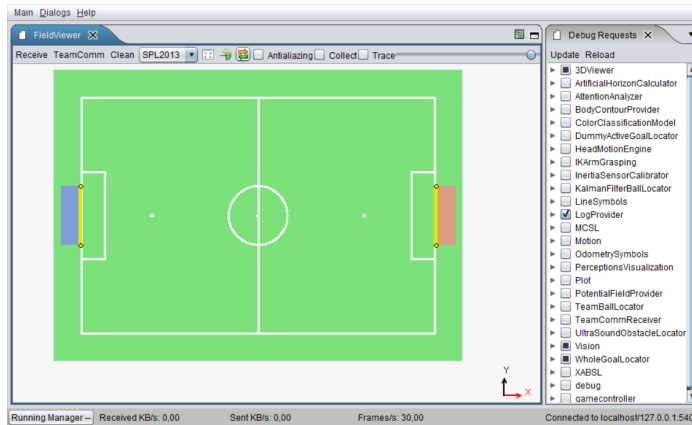 Main Dialogs Help
FieldViewer
Debug Requests
Receive TeamComm Clean SPL2013 Antializing Collect Trace
Update Reload
3DViewer
ArtificialHorizonCalculator
AttentionAnalyzer
BodyContourProvider
ColorClassificationModel
DummyActiveGoalLocator
HeadMotionEngine
IKArmGrasping
InertiaSensorCalibrator
KalmanFilterBallLocator
LineSymbols
LogProvider
MCSL
Motion
OdometrySymbols
PerceptionsVisualization
Plot
PotentialFieldProvider
TeamBallLocator
TeamCommReceiver
UltraSoundObstacleLocator
Vision
WholeGoalLocator
XABSL
debug
gamecontroller
Y
X
Running Manager -- Received KB/s: 0,00 Sent KB/s: 0,00 Frames/s: 30,00 Connected to localhost/127.0.0.1:540